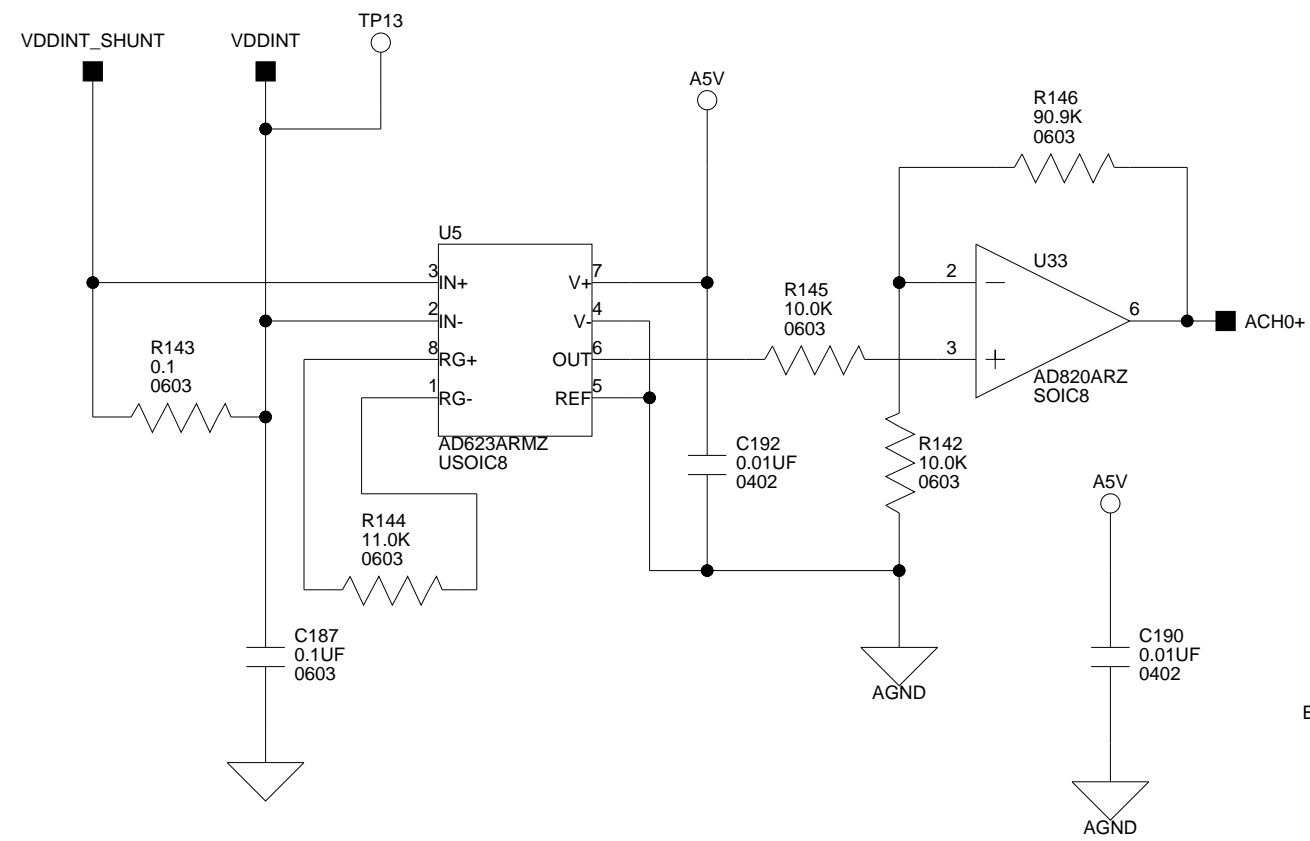 TP13
VDDINT_SHUNT
VDDINT
A5V
R146
90.9K
0603
U5
3
IN+
2
IN-
8
RG+
1
RG-
7
V+
4
V-
6
OUT
5
REF
AD623ARMZ
USOIC8
R143
0.1
0603
R144
11.0K
0603
C187
0.1UF
0603
C192
0.01UF
0402
R145
10.0K
0603
2
3
U33
6
AD820ARZ
SOIC8
ACH0+
R142
10.0K
0603
AGND
A5V
C190
0.01UF
0402
AGND